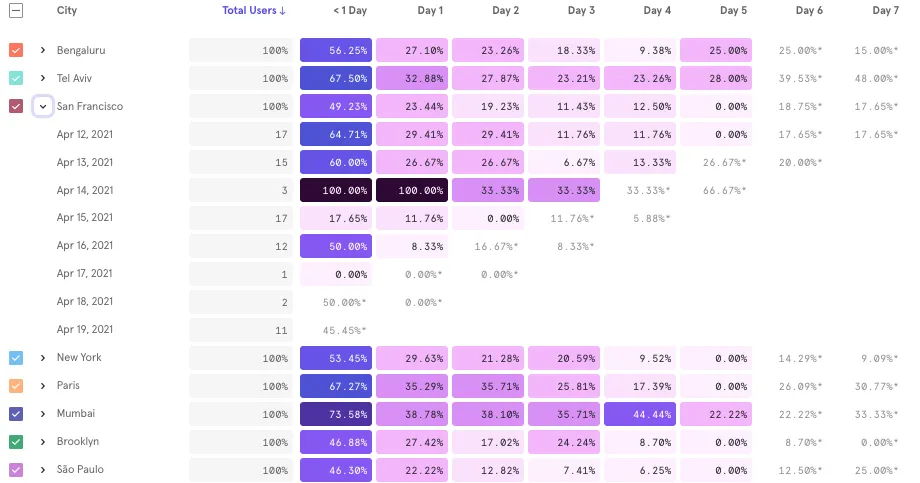 City Total Users ↓ < 1 Day Day 1 Day 2 Day 3 Day 4 Day 5 Day 6 Day 7
Bengaluru 100% 56.25% 27.10% 23.26% 18.33% 9.38% 25.00% 25.00%* 15.00%*
Tel Aviv 100% 67.50% 32.88% 27.87% 23.21% 23.26% 28.00% 39.53%* 48.00%*
San Francisco 100% 49.23% 23.44% 19.23% 11.43% 12.50% 0.00% 18.75%* 17.65%*
Apr 12, 2021 17 64.71% 29.41% 29.41% 11.76% 11.76% 0.00% 17.65%* 17.65%*
Apr 13, 2021 15 60.00% 26.67% 26.67% 6.67% 13.33% 26.67%* 20.00%*
Apr 14, 2021 3 100.00% 100.00% 33.33% 33.33% 33.33%* 66.67%*
Apr 15, 2021 17 17.65% 11.76% 0.00% 11.76%* 5.88%*
Apr 16, 2021 12 50.00% 8.33% 16.67%* 8.33%*
Apr 17, 2021 1 0.00% 0.00%* 0.00%*
Apr 18, 2021 2 50.00%* 0.00%*
Apr 19, 2021 11 45.45%*
New York 100% 53.45% 29.63% 21.28% 20.59% 9.52% 0.00% 14.29%* 9.09%*
Paris 100% 67.27% 35.29% 35.71% 25.81% 17.39% 0.00% 26.09%* 30.77%*
Mumbai 100% 73.58% 38.78% 38.10% 35.71% 44.44% 22.22% 22.22%* 33.33%*
Brooklyn 100% 46.88% 27.42% 17.02% 24.24% 8.70% 0.00% 8.70%* 0.00%*
São Paulo 100% 46.30% 22.22% 12.82% 7.41% 6.25% 0.00% 12.50%* 25.00%*